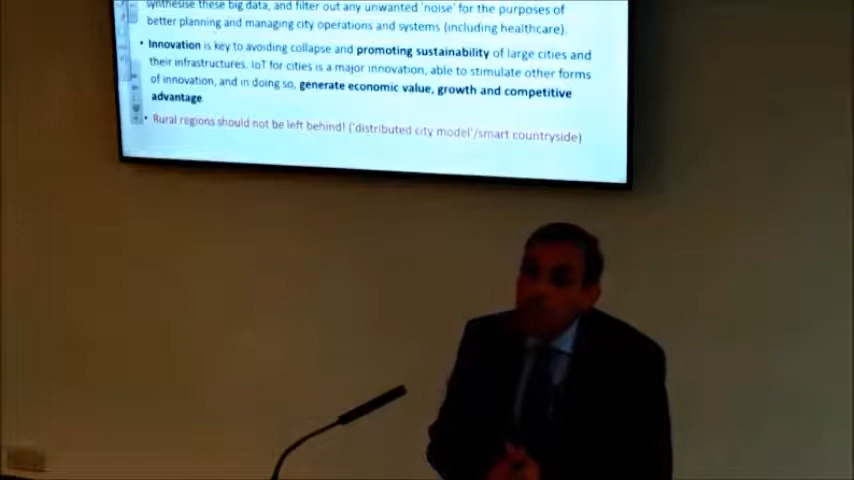 synthesise these big data, and filter out any unwanted 'noise' for the purposes of
better planning and managing city operations and systems (including healthcare).
• Innovation is key to avoiding collapse and promoting sustainability of large cities and
their infrastructures. IoT for cities is a major innovation, able to stimulate other forms
of innovation, and in doing so, generate economic value, growth and competitive
advantage
• Rural regions should not be left behind! ('distributed city model'/smart countryside)